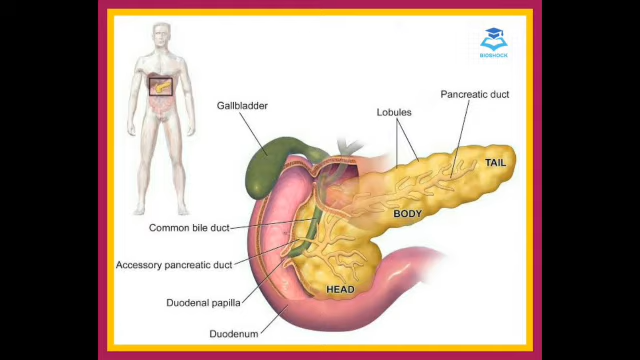 BIOSHOCK
Pancreatic duct
Gallbladder
Lobules
TAIL
BODY
Common bile duct
Accessory pancreatic duct
HEAD
Duodenal papilla
Duodenum